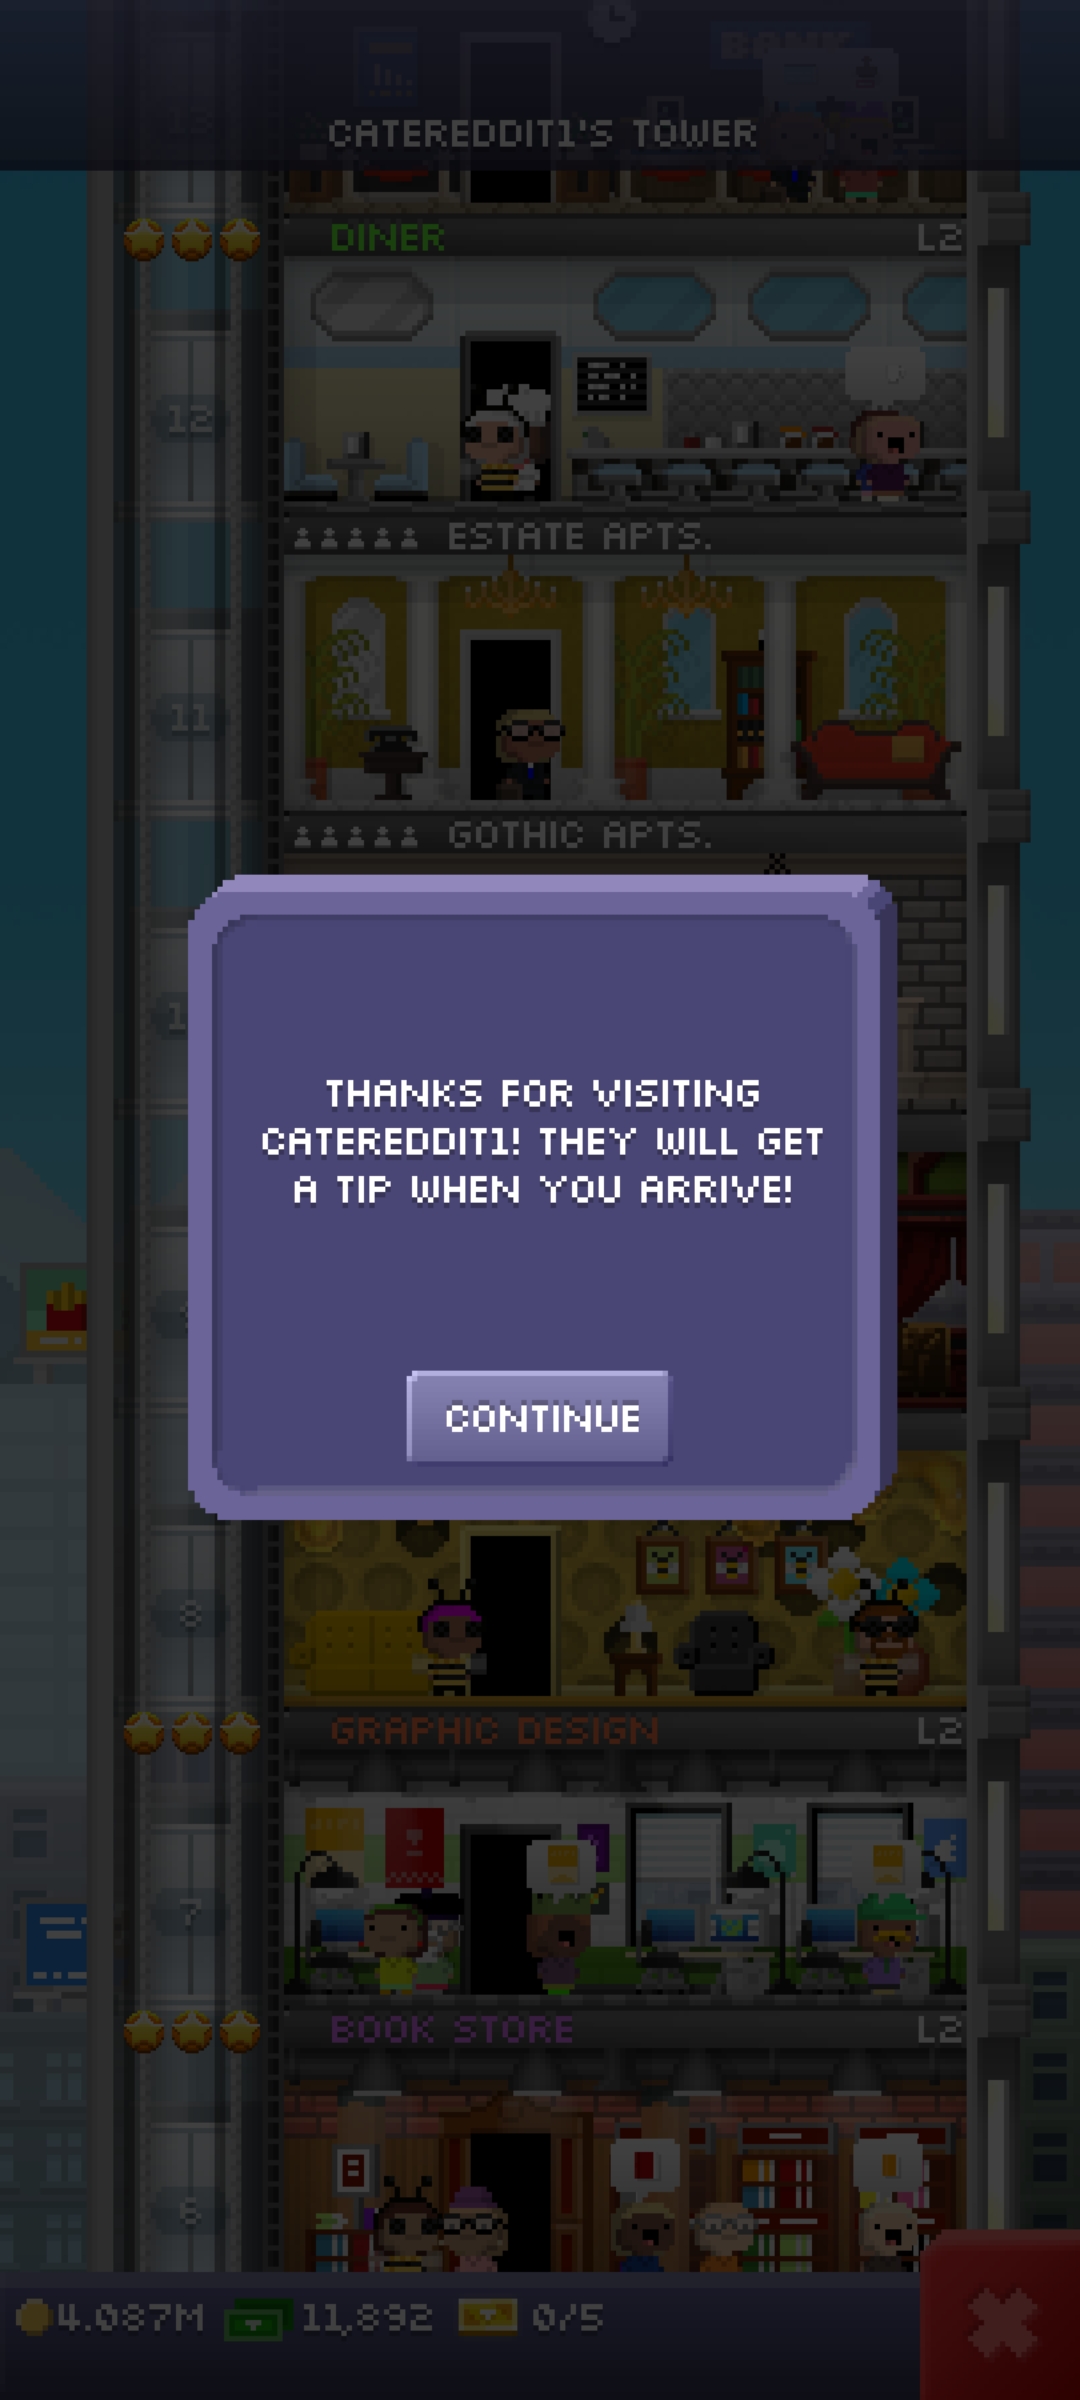 BANK
CATEREDDIT1'S TOWER
DINER L2
12
ESTATE APTS.
11
GOTHIC APTS.
THANKS FOR VISITING
CATEREDDIT1! THEY WILL GET
A TIP WHEN YOU ARRIVE!
CONTINUE
8
GRAPHIC DESIGN L2
7
BOOK STORE L2
6
4.087M 11,892 0/5